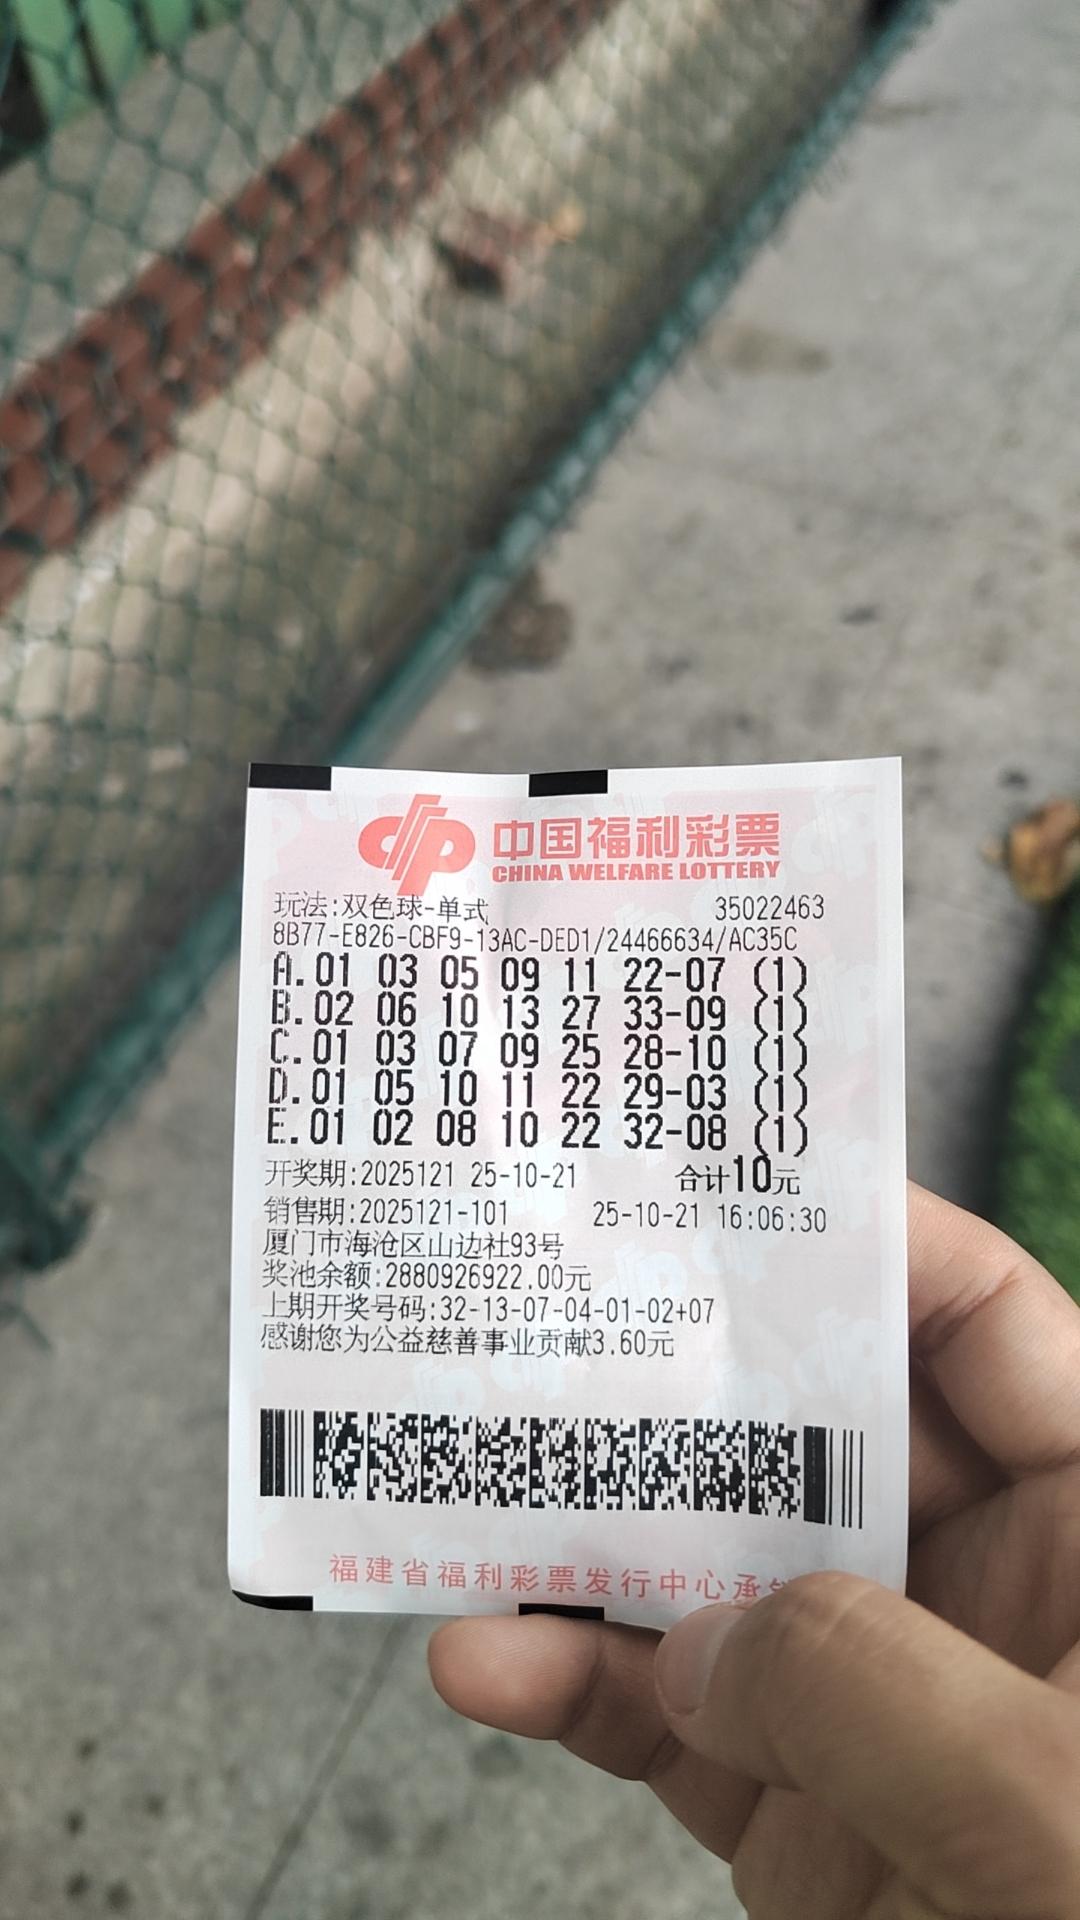 中国福利彩票
CHINA WELFARE LOTTERY
玩法:双色球-单式 35022463
8B77-E826-CBF9-13AC-DED1/24466634/AC35C
A.01 03 05 09 11 22-07 (1)
B.02 06 10 13 27 33-09 (1)
C.01 03 07 09 25 28-10 (1)
D.01 05 10 11 22 29-03 (1)
E.01 02 08 10 22 32-08 (1)
开奖期:2025121 25-10-21 合计10元
销售期:2025121-101 25-10-21 16:06:30
厦门市海沧区山边社93号
奖池余额:2880926922.00元
上期开奖号码:32-13-07-04-01-02+07
感谢您为公益慈善事业贡献3.60元
福建省福利彩票发行中心承